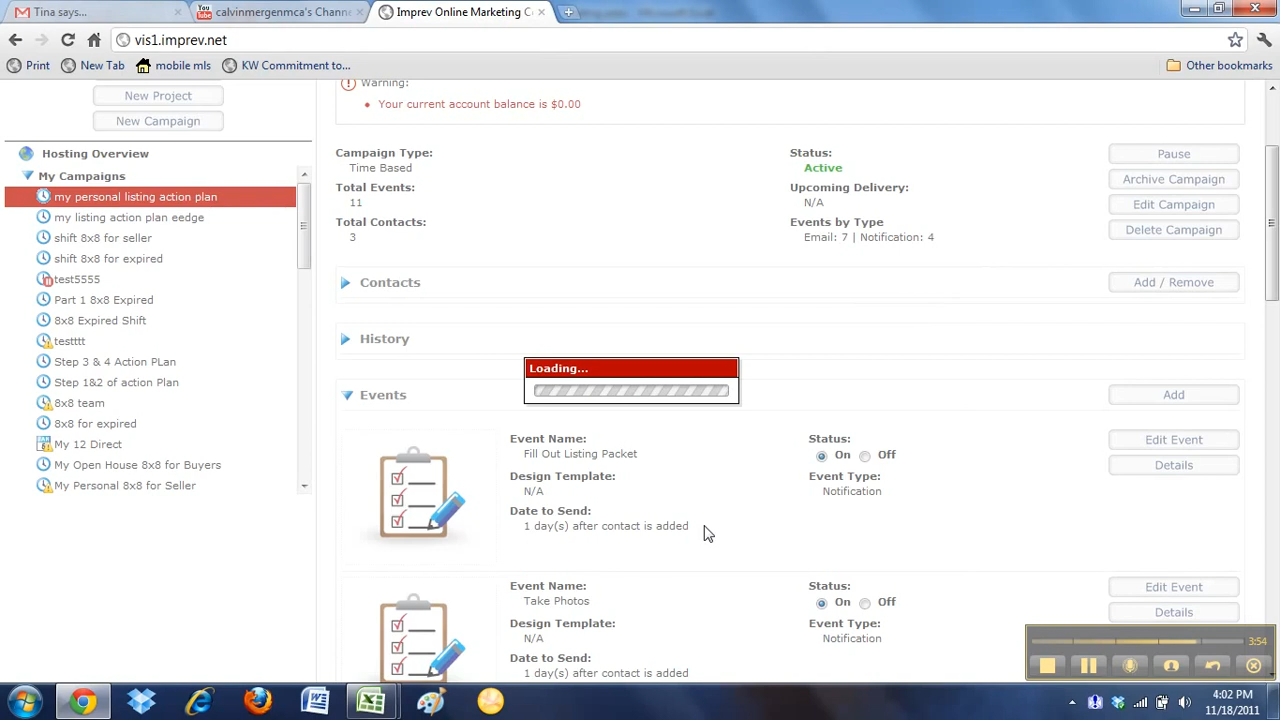 Tina says...
calvinmergenmca's Channe
Imprev Online Marketing C
Microsoft Excel
vis1.imprev.net
Print
New Tab
mobile mls
KW Commitment to...
Other bookmarks
New Project
New Campaign
Hosting Overview
My Campaigns
my personal listing action plan
my listing action plan eedge
shift 8x8 for seller
shift 8x8 for expired
test5555
Part 1 8x8 Expired
8x8 Expired Shift
testttt
Step 3 & 4 Action PLan
Step 1&2 of action Plan
8x8 team
8x8 for expired
My 12 Direct
My Open House 8x8 for Buyers
My Personal 8x8 for Seller
Warning:
Your current account balance is $0.00
Campaign Type:
Time Based
Total Events:
11
Total Contacts:
3
Status:
Active
Upcoming Delivery:
N/A
Events by Type
Email: 7 | Notification: 4
Pause
Archive Campaign
Edit Campaign
Delete Campaign
Contacts
Add / Remove
History
Loading...
Events
Add
Event Name:
Fill Out Listing Packet
Design Template:
N/A
Date to Send:
1 day(s) after contact is added
Status:
On Off
Event Type:
Notification
Edit Event
Details
Event Name:
Take Photos
Design Template:
N/A
Date to Send:
1 day(s) after contact is added
Status:
On Off
Event Type:
Notification
Edit Event
Details
3:54
4:02 PM
11/18/2011